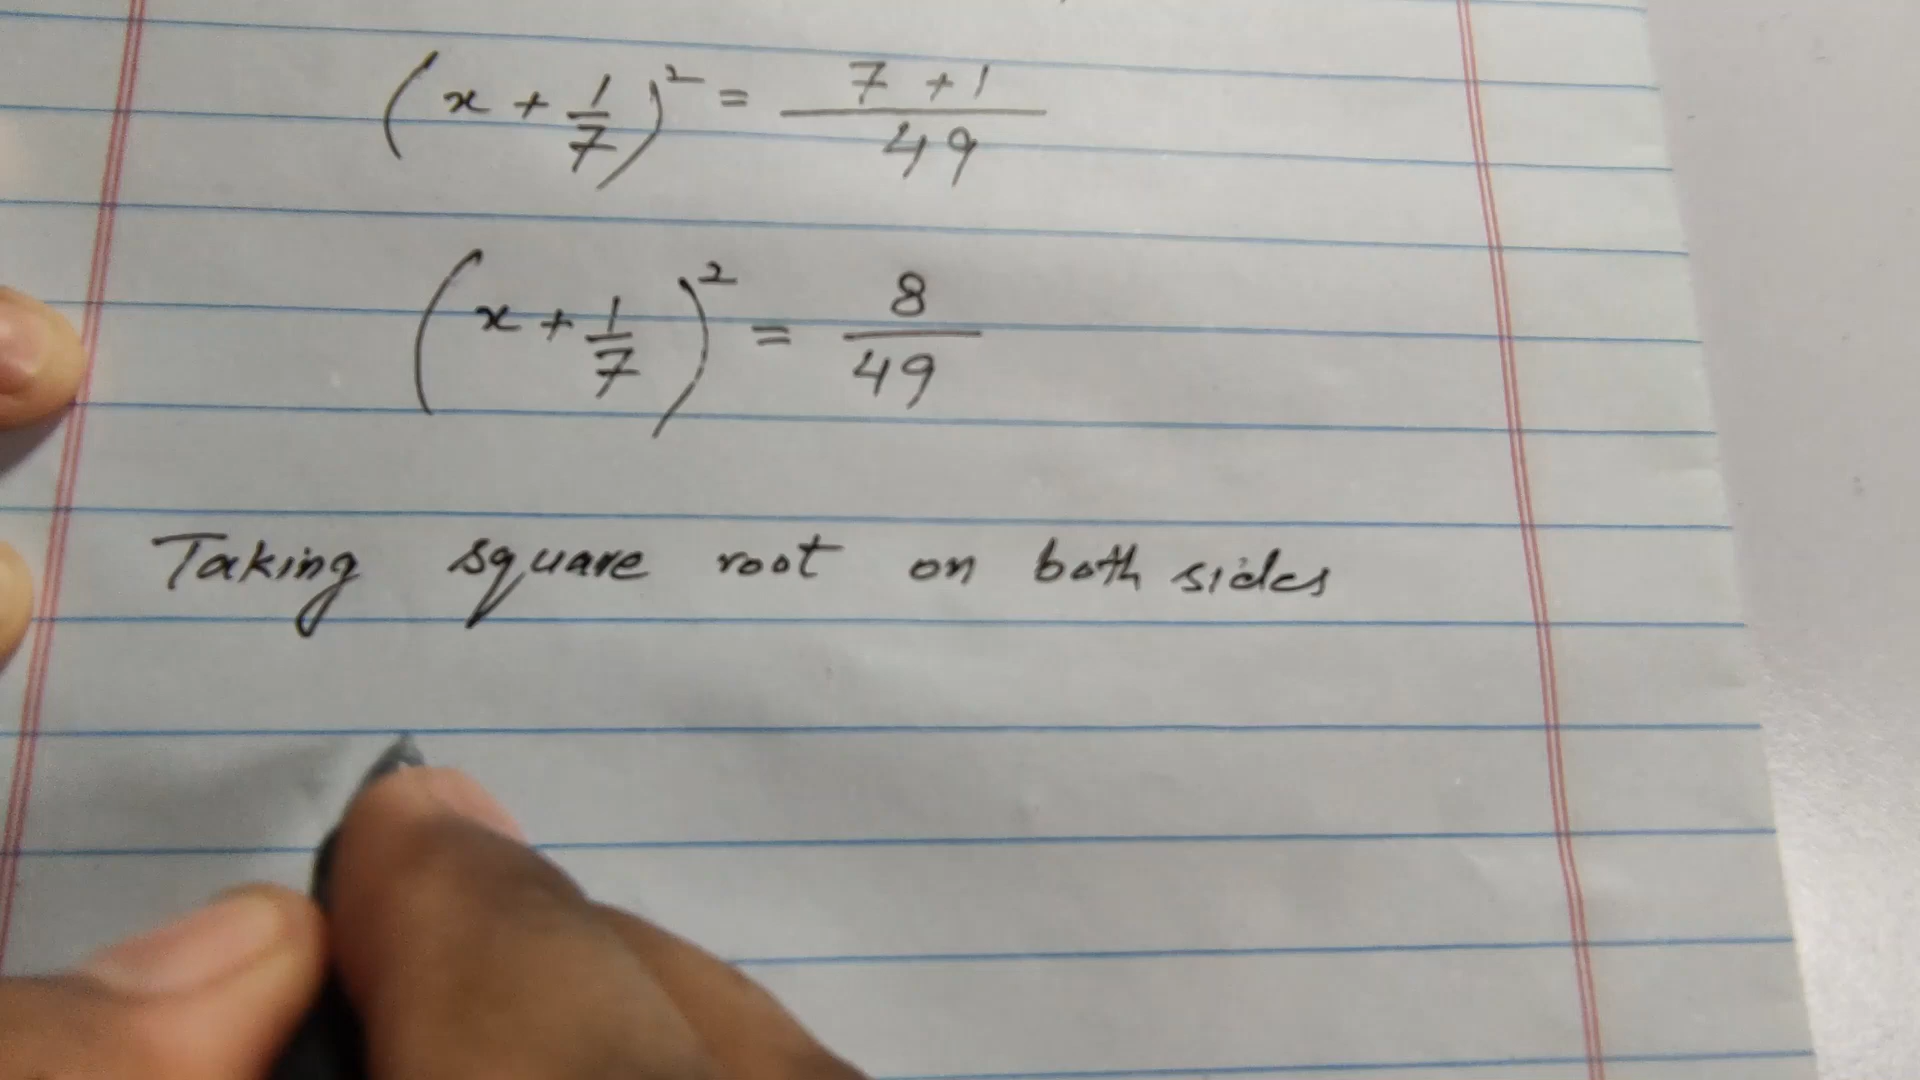 (x + 1/7)² = 7 + 1 / 49
(x + 1/7)² = 8/49
Taking square root on both sides